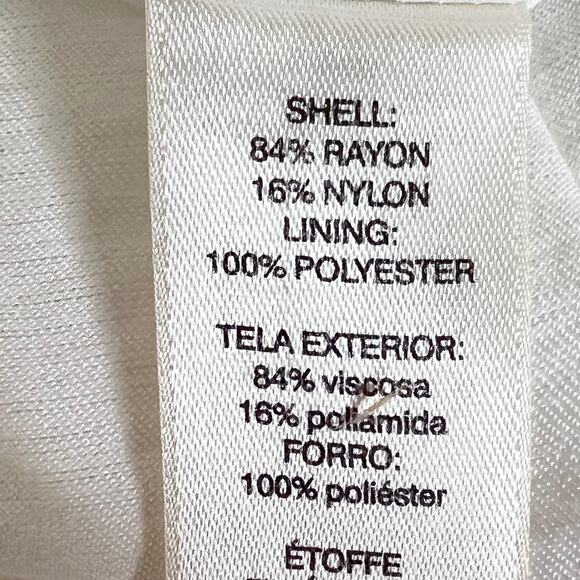 SHELL:
84% RAYON
16% NYLON
LINING:
100% POLYESTER
TELA EXTERIOR:
84% viscosa
16% poliamida
FORRO:
100% poliéster
ÉTOFFE